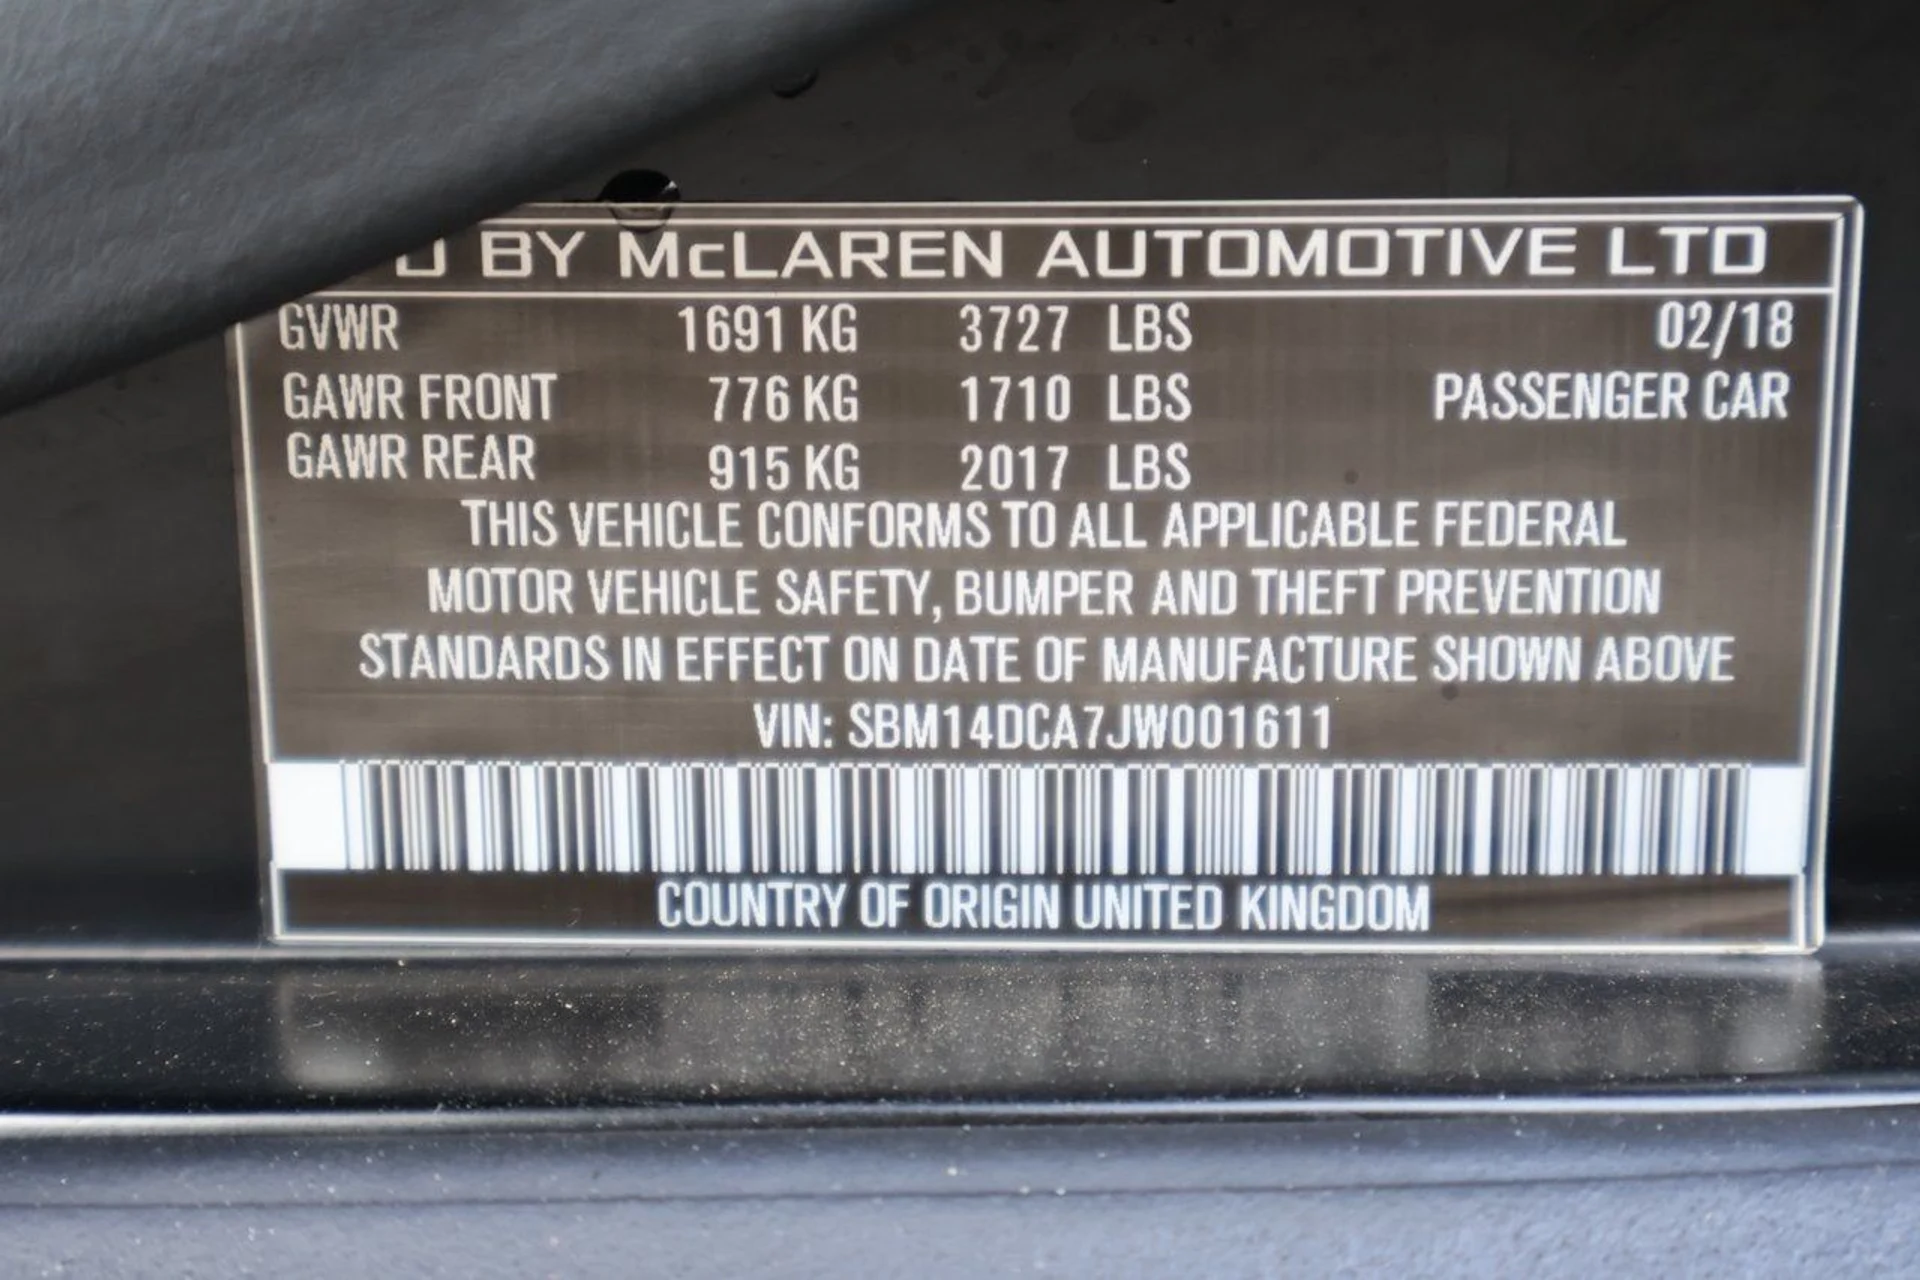 BY McLAREN AUTOMOTIVE LTD
GVWR 1691 KG 3727 LBS 02/18
GAWR FRONT 776 KG 1710 LBS PASSENGER CAR
GAWR REAR 915 KG 2017 LBS
THIS VEHICLE CONFORMS TO ALL APPLICABLE FEDERAL
MOTOR VEHICLE SAFETY, BUMPER AND THEFT PREVENTION
STANDARDS IN EFFECT ON DATE OF MANUFACTURE SHOWN ABOVE
VIN: SBM14DCA7JW001611
COUNTRY OF ORIGIN UNITED KINGDOM